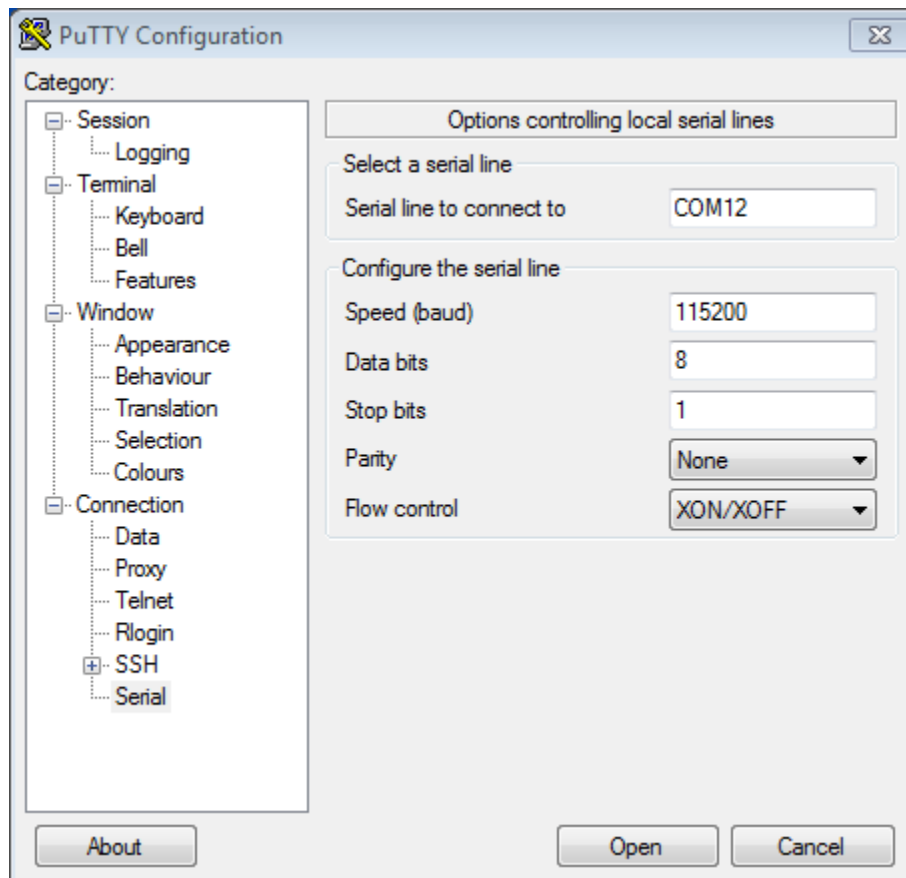 PuTTY Configuration
Category:
Session
Logging
Terminal
Keyboard
Bell
Features
Window
Appearance
Behaviour
Translation
Selection
Colours
Connection
Data
Proxy
Telnet
Rlogin
SSH
Serial
Options controlling local serial lines
Select a serial line
Serial line to connect to COM12
Configure the serial line
Speed (baud) 115200
Data bits 8
Stop bits 1
Parity None
Flow control XON/XOFF
About Open Cancel